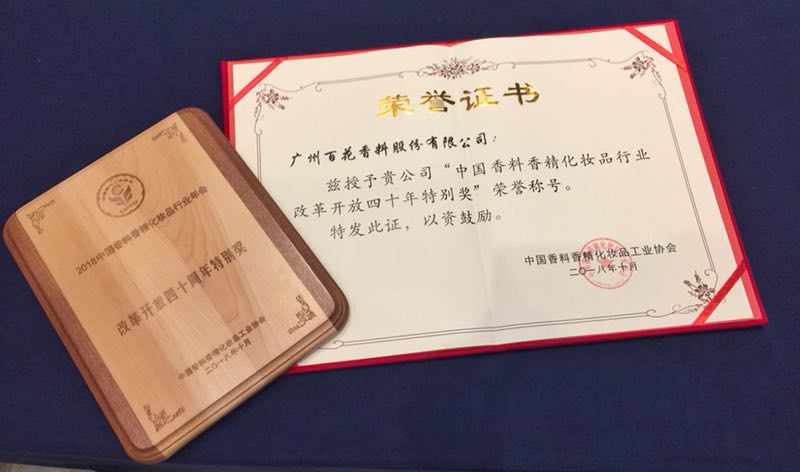 2018中国香料香精化妆品行业年会
改革开放四十周年特别奖
中国香料香精化妆品工业协会
二〇一八年十月
荣誉证书
广州百花香料股份有限公司：
兹授予贵公司“中国香料香精化妆品行业
改革开放四十年特别奖”荣誉称号。
特发此证，以资鼓励。
中国香料香精化妆品工业协会
二〇一八年十月